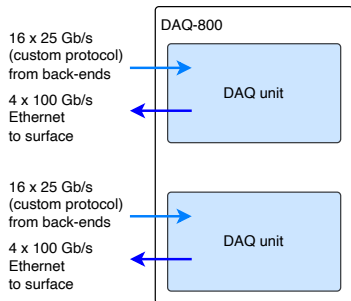 DAQ-800
16 x 25 Gb/s
(custom protocol)
from back-ends
4 x 100 Gb/s
Ethernet
to surface
DAQ unit
16 x 25 Gb/s
(custom protocol)
from back-ends
4 x 100 Gb/s
Ethernet
to surface
DAQ unit